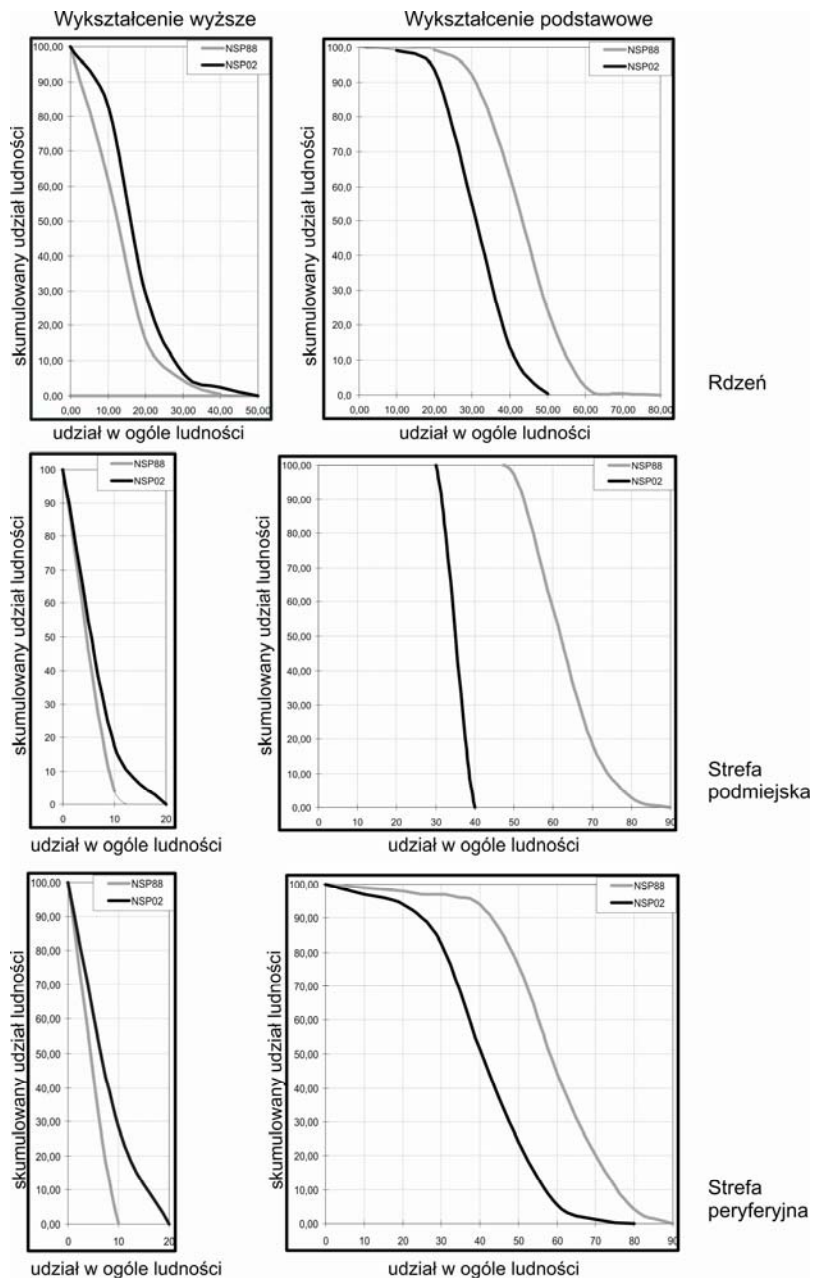 Wykształcenie wyższe
Wykształcenie podstawowe
skumulowany udział ludności
100,00
90,00
80,00
70,00
60,00
50,00
40,00
30,00
20,00
10,00
0,00
0,00 10,00 20,00 30,00 40,00 50,00
NSP88
NSP02
udział w ogóle ludności
skumulowany udział ludności
100,0
90,0
80,0
70,0
60,0
50,0
40,0
30,0
20,0
10,0
0,0
0,00 10,00 20,00 30,00 40,00 50,00 60,00 70,00 80,00
NSP88
NSP02
udział w ogóle ludności
Rdzeń
skumulowany udział ludności
100
90
80
70
60
50
40
30
20
10
0
0 10 20
NSP88
NSP02
udział w ogóle ludności
skumulowany udział ludności
100,00
90,00
80,00
70,00
60,00
50,00
40,00
30,00
20,00
10,00
0,00
0 10 20 30 40 50 60 70 80 90
NSP88
NSP02
udział w ogóle ludności
Strefa
podmiejska
skumulowany udział ludności
100,00
90,00
80,00
70,00
60,00
50,00
40,00
30,00
20,00
10,00
0,00
0 10 20
NSP88
NSP02
udział w ogóle ludności
skumulowany udział ludności
100,00
90,00
80,00
70,00
60,00
50,00
40,00
30,00
20,00
10,00
0,00
0 10 20 30 40 50 60 70 80 90
NSP88
NSP02
udział w ogóle ludności
Strefa
peryferyjna